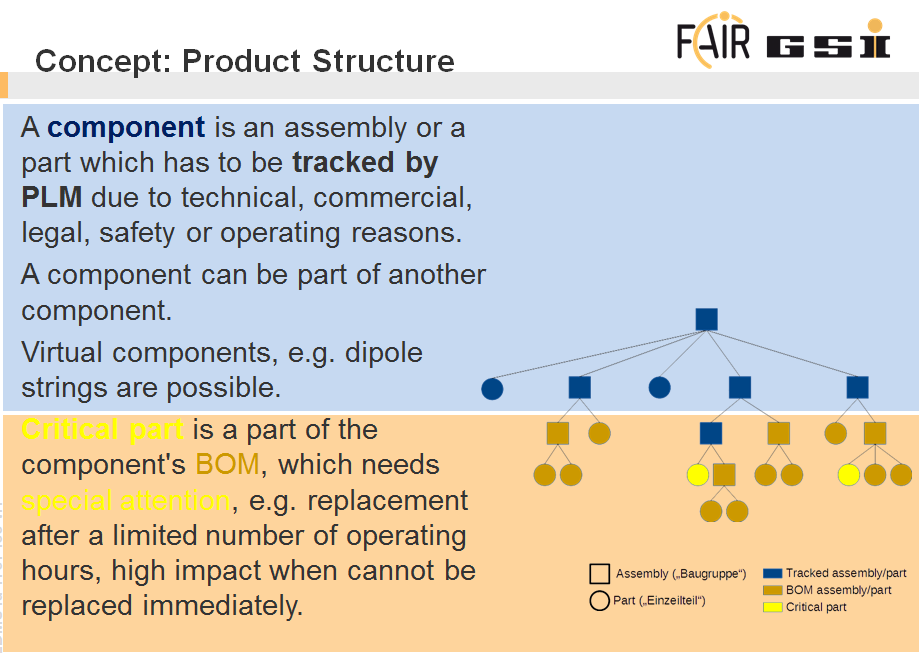 FAIR GSI
Concept: Product Structure
A component is an assembly or a
part which has to be tracked by
PLM due to technical, commercial,
legal, safety or operating reasons.
A component can be part of another
component.
Virtual components, e.g. dipole
strings are possible.
Critical part is a part of the
component's BOM, which needs
special attention, e.g. replacement
after a limited number of operating
hours, high impact when cannot be
replaced immediately.
Assembly („Baugruppe“)
Part („Einzeilteil“)
Tracked assembly/part
BOM assembly/part
Critical part